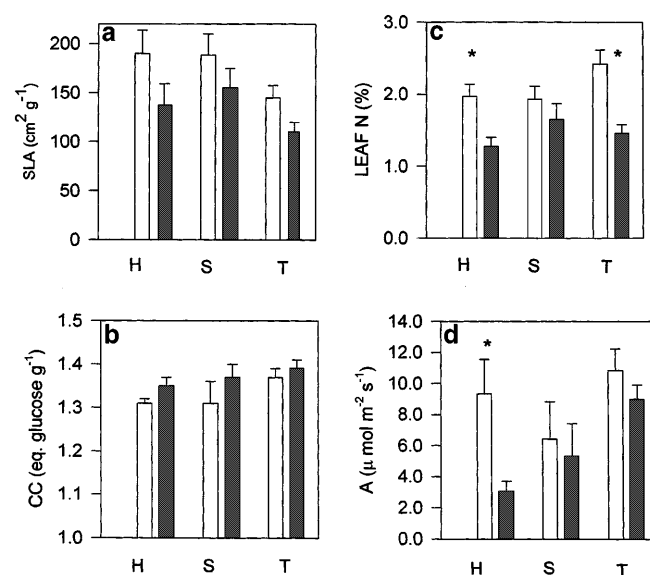 a
200
150
100
50
0
SLA (cm² g⁻¹)
H S T
c
3.0
2.0
1.0
0.0
LEAF N (%)
* *
H S T
b
1.5
1.4
1.3
1.2
1.1
1.0
CC (eq. glucose g⁻¹)
H S T
d
14.0
12.0
10.0
8.0
6.0
4.0
2.0
0.0
A (μ mol m⁻² s⁻¹)
*
H S T